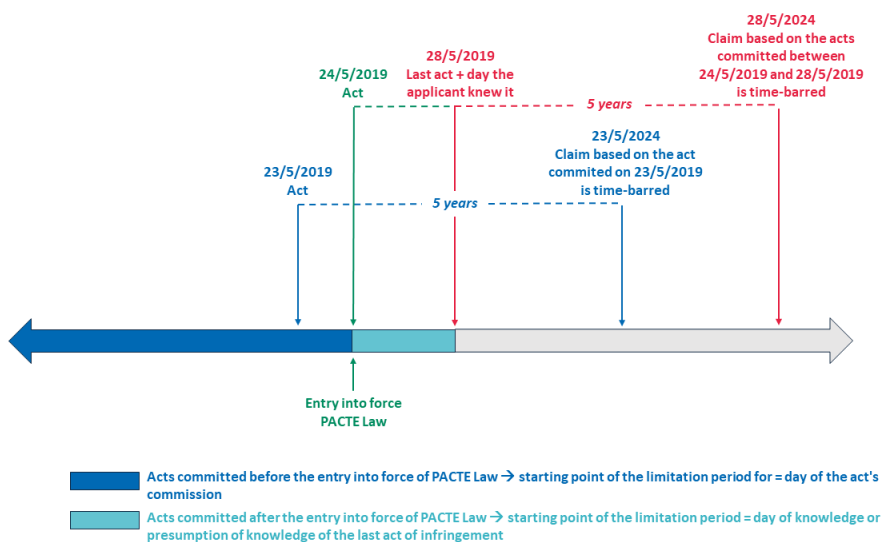 28/5/2024
Claim based on the acts
committed between
24/5/2019 and 28/5/2019
is time-barred
28/5/2019
Last act + day the
applicant knew it
24/5/2019
Act
5 years
23/5/2024
Claim based on the act
commited on 23/5/2019
is time-barred
23/5/2019
Act
5 years
Entry into force
PACTE Law
Acts committed before the entry into force of PACTE Law → starting point of the limitation period for = day of the act's
commission
Acts committed after the entry into force of PACTE Law → starting point of the limitation period = day of knowledge or
presumption of knowledge of the last act of infringement